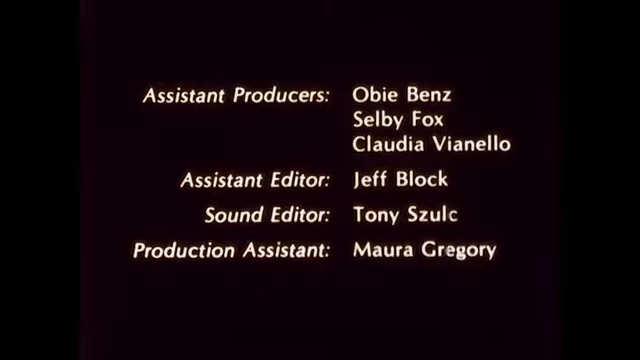 Assistant Producers: Obie Benz
Selby Fox
Claudia Vianello
Assistant Editor: Jeff Block
Sound Editor: Tony Szulc
Production Assistant: Maura Gregory